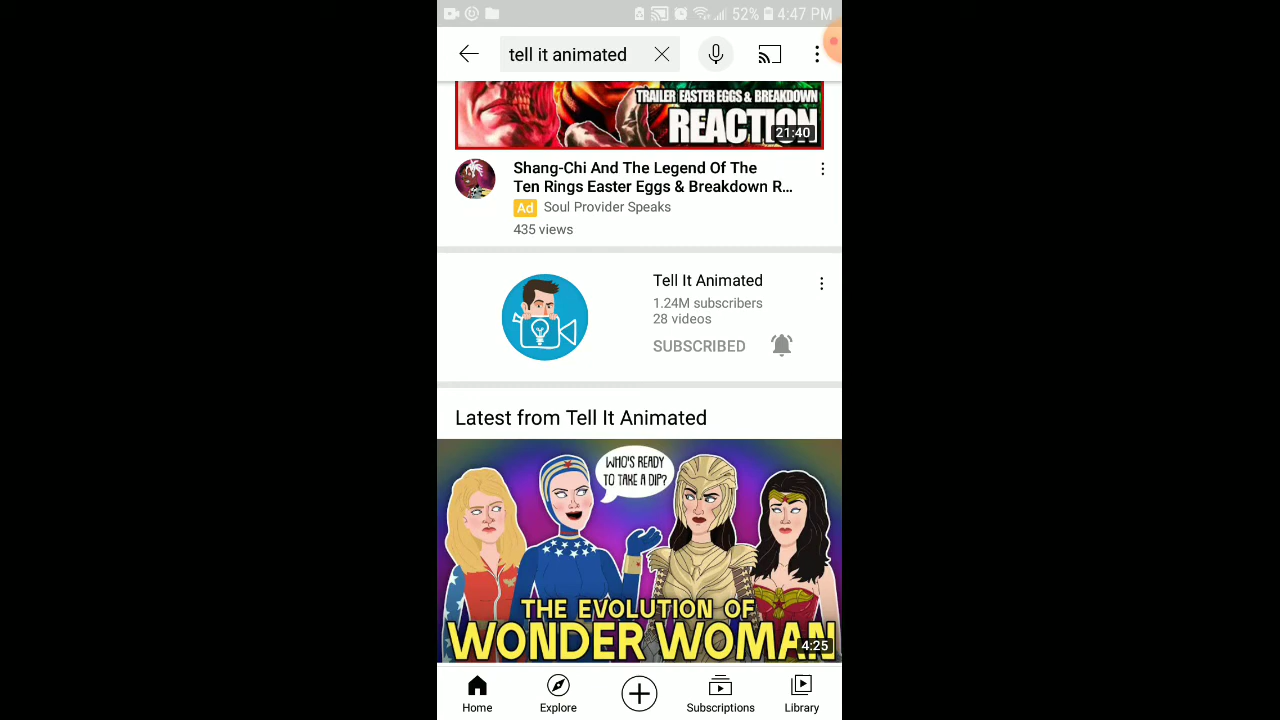 52% 4:47 PM
tell it animated
TRAILER EASTER EGGS & BREAKDOWN
REACTION
21:40
Shang-Chi And The Legend Of The
Ten Rings Easter Eggs & Breakdown R...
Ad Soul Provider Speaks
435 views
Tell It Animated
1.24M subscribers
28 videos
SUBSCRIBED
Latest from Tell It Animated
WHO'S READY
TO TAKE A DIP?
THE EVOLUTION OF
WONDER WOMAN
4:25
Home Explore Subscriptions Library